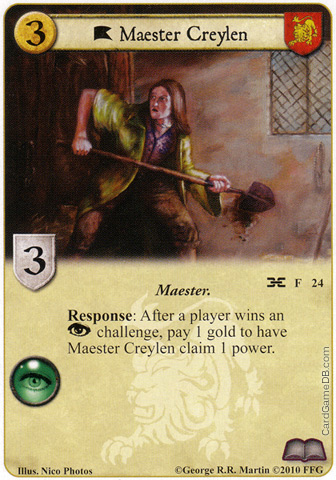 3
Maester Creylen
3
Maester.
F 24
Response: After a player wins an
challenge, pay 1 gold to have
Maester Creylen claim 1 power.
CardGameDB.com
Illus. Nico Photos
©George R.R. Martin ©2010 FFG